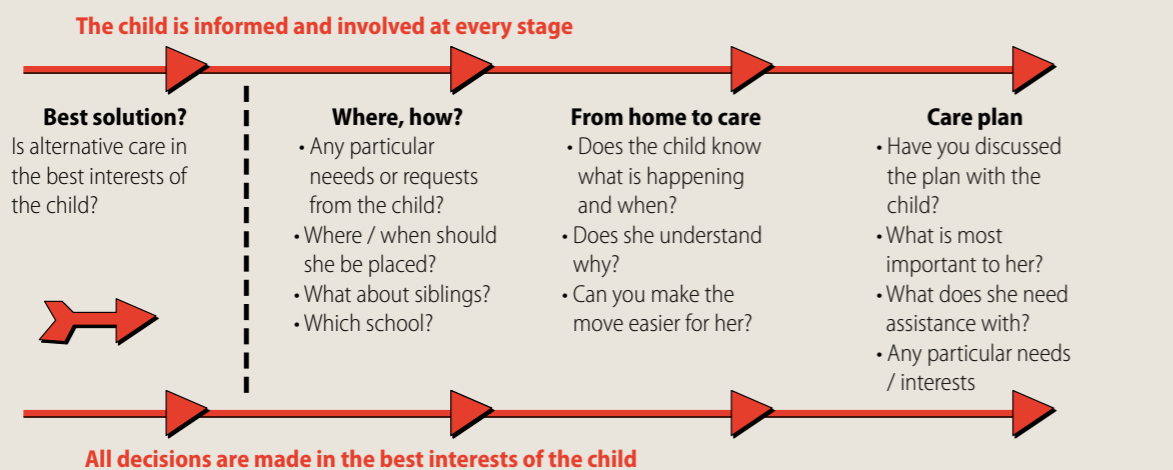 The child is informed and involved at every stage
Best solution?
Is alternative care in
the best interests of
the child?
Where, how?
• Any particular
neeeds or requests
from the child?
• Where / when should
she be placed?
• What about siblings?
• Which school?
From home to care
• Does the child know
what is happening
and when?
• Does she understand
why?
• Can you make the
move easier for her?
Care plan
• Have you discussed
the plan with the
child?
• What is most
important to her?
• What does she need
assistance with?
• Any particular needs
/ interests
All decisions are made in the best interests of the child